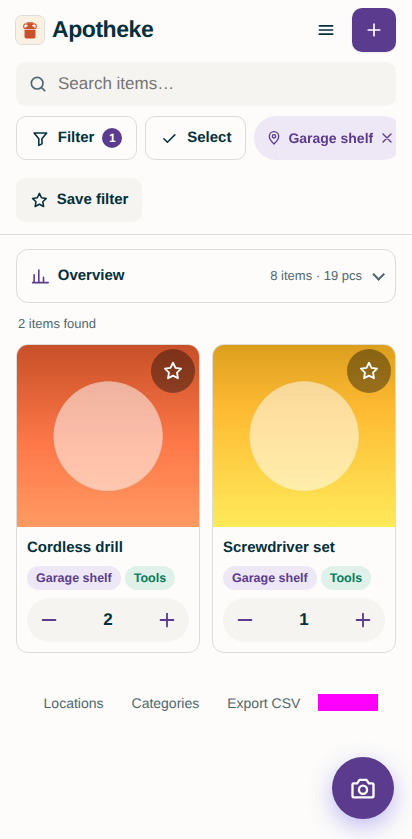 Apotheke
Search items…
Filter 1
Select
Garage shelf
Save filter
Overview
8 items · 19 pcs
2 items found
Cordless drill
Garage shelf Tools
2
Screwdriver set
Garage shelf Tools
1
Locations Categories Export CSV